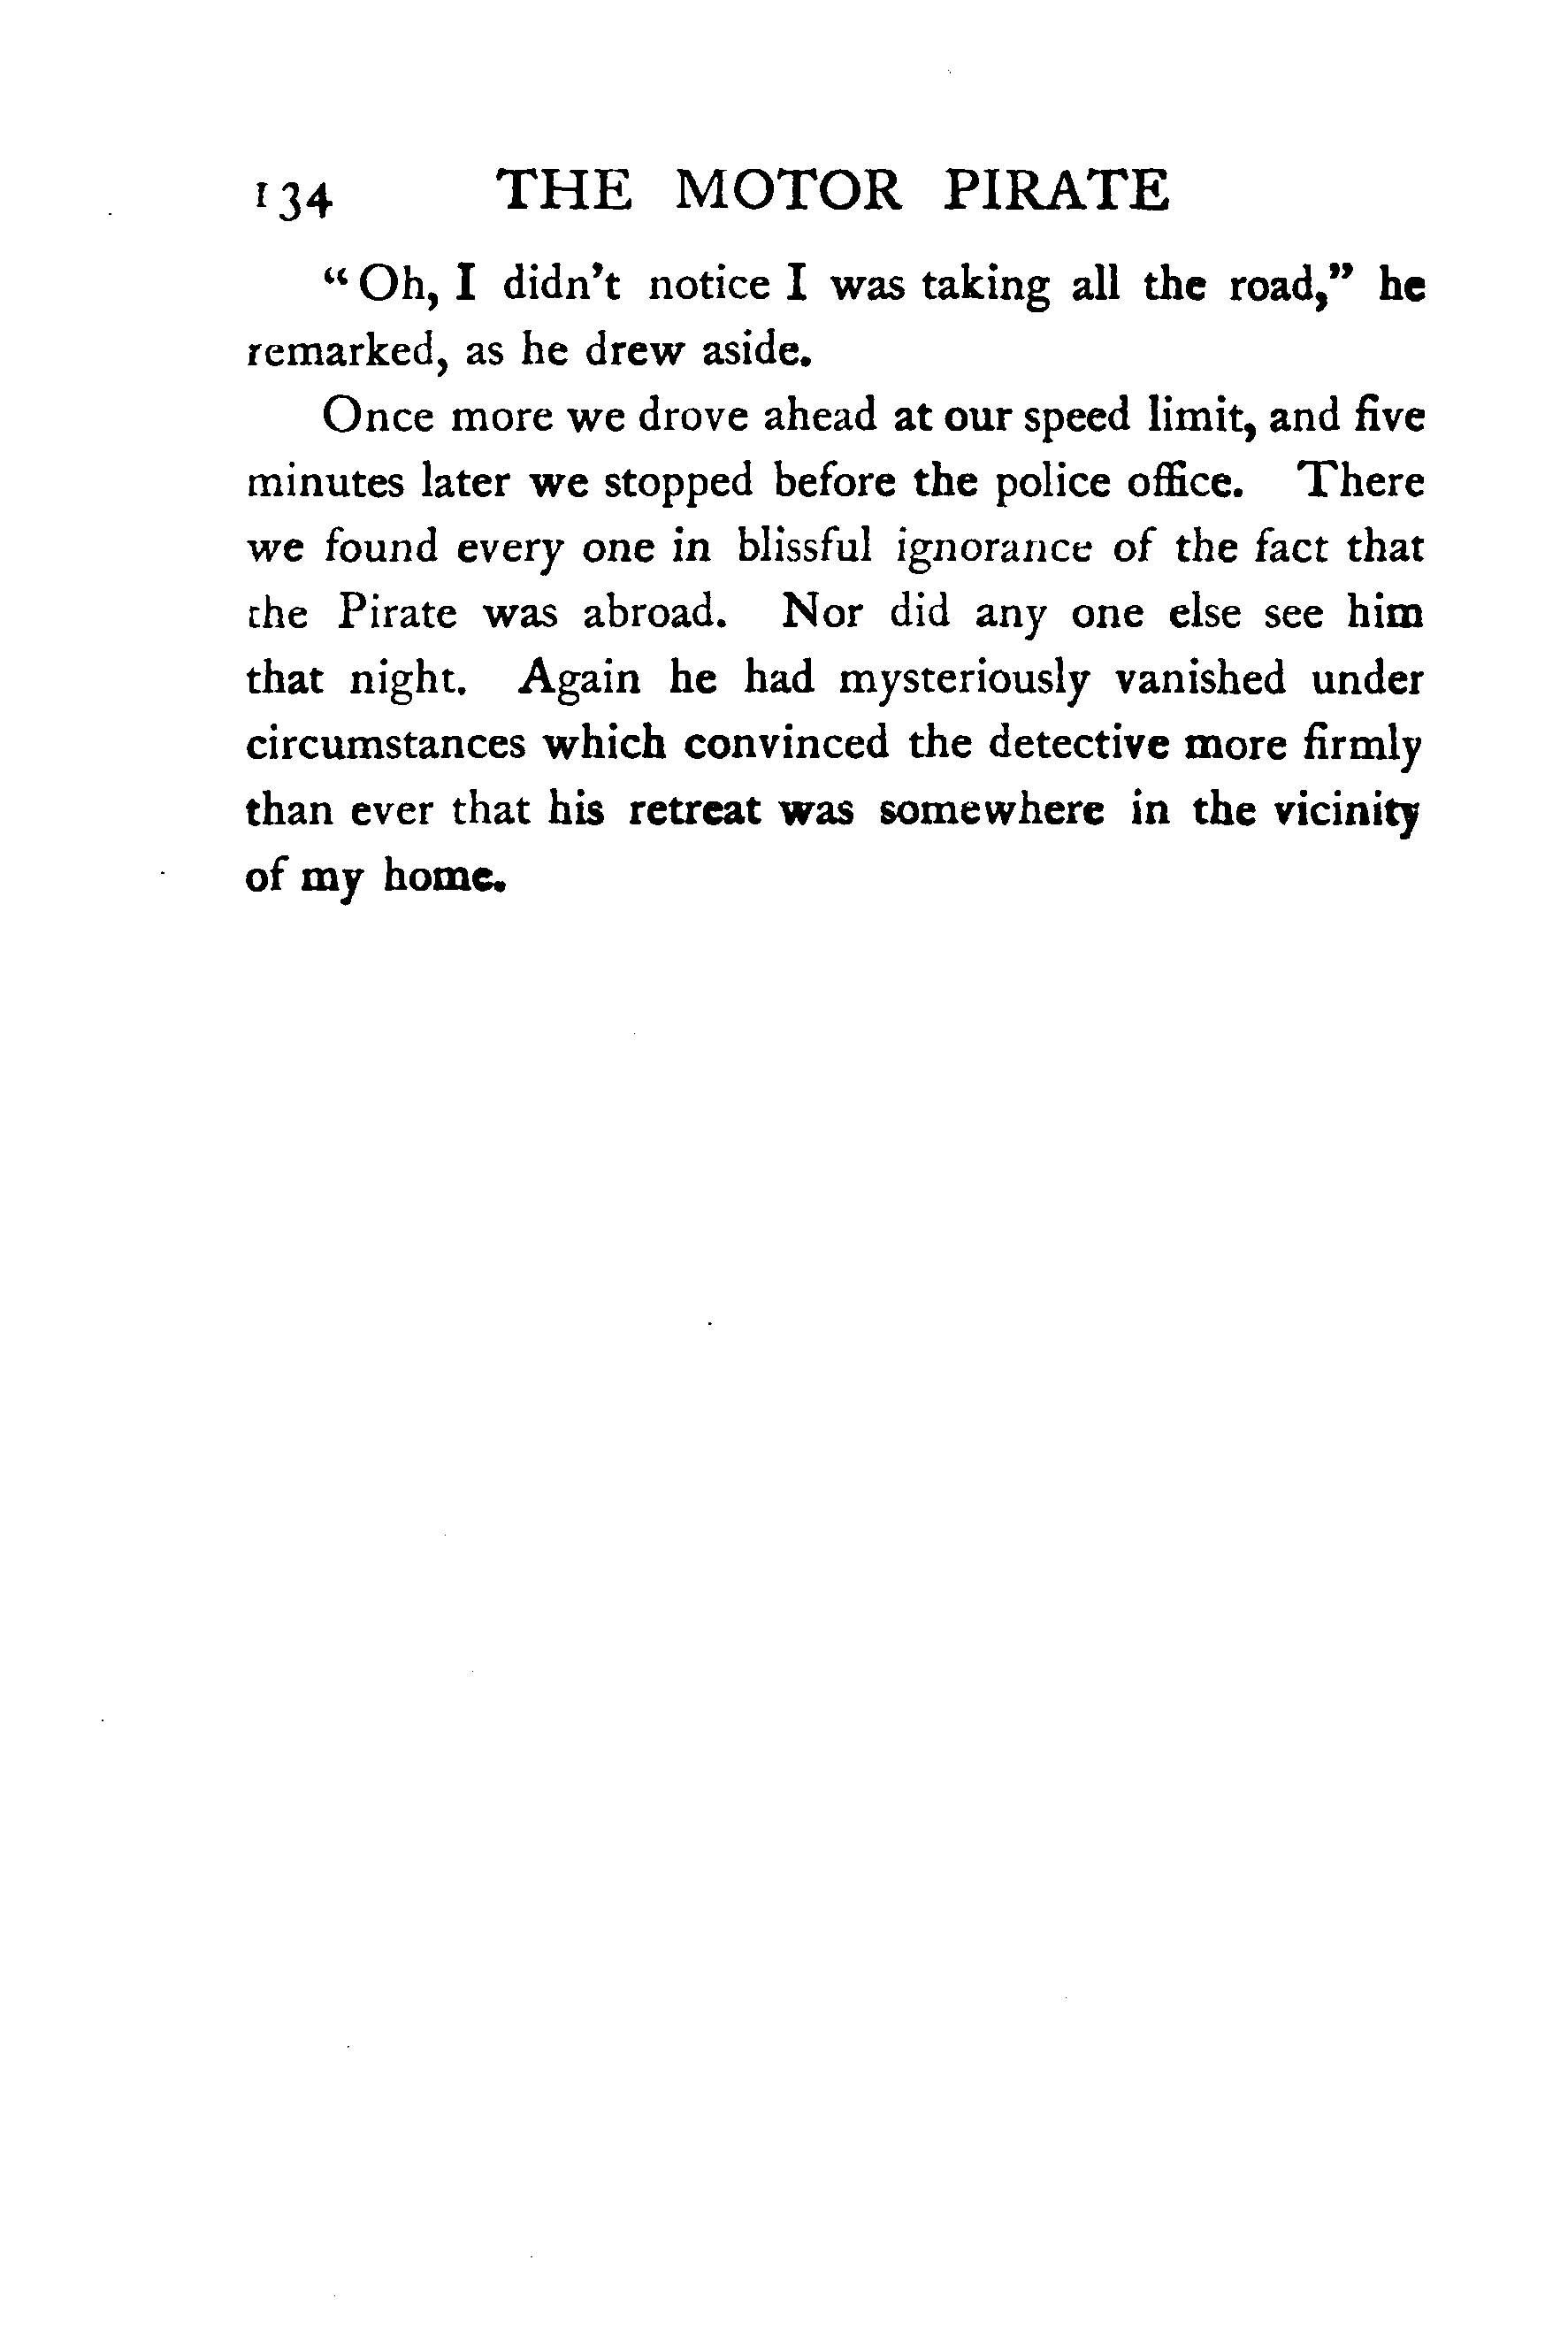 134 THE MOTOR PIRATE
“Oh, I didn’t notice I was taking all the road,” he
remarked, as he drew aside.
Once more we drove ahead at our speed limit, and five
minutes later we stopped before the police office. There
we found every one in blissful ignorance of the fact that
the Pirate was abroad. Nor did any one else see him
that night. Again he had mysteriously vanished under
circumstances which convinced the detective more firmly
than ever that his retreat was somewhere in the vicinity
of my home.